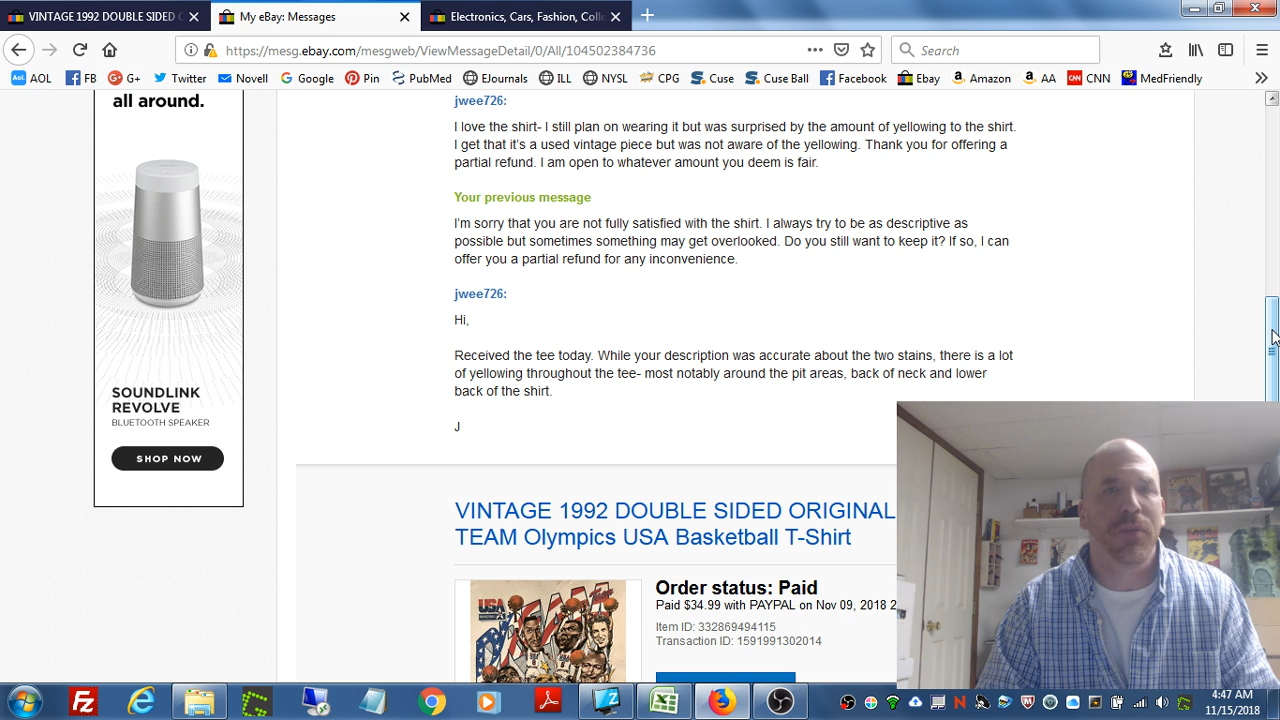 VINTAGE 1992 DOUBLE SIDED
My eBay: Messages
Electronics, Cars, Fashion, Coll
https://mesg.ebay.com/mesgweb/ViewMessageDetail/0/All/104502384736
Search
AOL FB G+ Twitter Novell Google Pin PubMed EJournals ILL NYSL CPG Cuse Cuse Ball Facebook Ebay Amazon AA CNN MedFriendly
all around.
SOUNDLINK
REVOLVE
BLUETOOTH SPEAKER
SHOP NOW
jwee726:
I love the shirt- I still plan on wearing it but was surprised by the amount of yellowing to the shirt.
I get that it's a used vintage piece but was not aware of the yellowing. Thank you for offering a
partial refund. I am open to whatever amount you deem is fair.
Your previous message
I'm sorry that you are not fully satisfied with the shirt. I always try to be as descriptive as
possible but sometimes something may get overlooked. Do you still want to keep it? If so, I can
offer you a partial refund for any inconvenience.
jwee726:
Hi,
Received the tee today. While your description was accurate about the two stains, there is a lot
of yellowing throughout the tee- most notably around the pit areas, back of neck and lower
back of the shirt.
J
VINTAGE 1992 DOUBLE SIDED ORIGINAL
TEAM Olympics USA Basketball T-Shirt
Order status: Paid
Paid $34.99 with PAYPAL on Nov 09, 2018 2
Item ID: 332869494115
Transaction ID: 1591991302014
USA
4:47 AM
11/15/2018